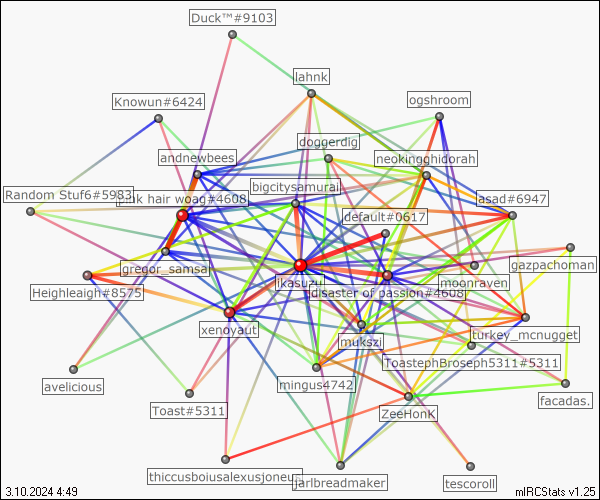 Duck™#9103
lahnk
Knowun#6424
ogshroom
doggerdig
andnewbees
neokingghidorah
bigcitysamurai
Random Stuf6#5983
hair woag#4608
asad#6947
default#0617
gregor_samsa
jikasuzu
gazpachoman
moonraven
Heighleaigh#8575
disaster of passion#4608
xenoyaut
mukszi
turkey_mcnugget
ToastephBroseph5311#5311
avelicious
mingus4742
Toast#5311
ZeeHonK
facadas.
thiccusboiusalexusjoneus
jarlbreadmaker
tescoroll
3.10.2024 4:49
mIRCStats v1.25